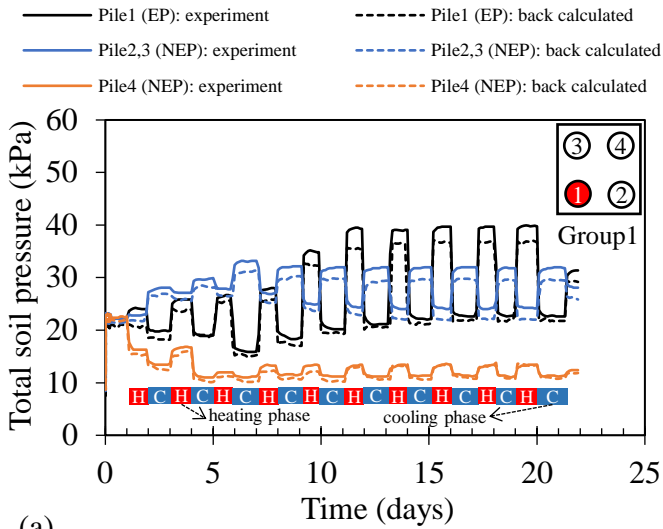 Pile1 (EP): experiment
Pile1 (EP): back calculated
Pile2,3 (NEP): experiment
Pile2,3 (NEP): back calculated
Pile4 (NEP): experiment
Pile4 (NEP): back calculated
Total soil pressure (kPa)
60
50
40
30
20
10
0
3 4
1 2
Group1
H C H C H C H C H C H C H C H C H C H C
heating phase
cooling phase
0 5 10 15 20 25
Time (days)
(a)